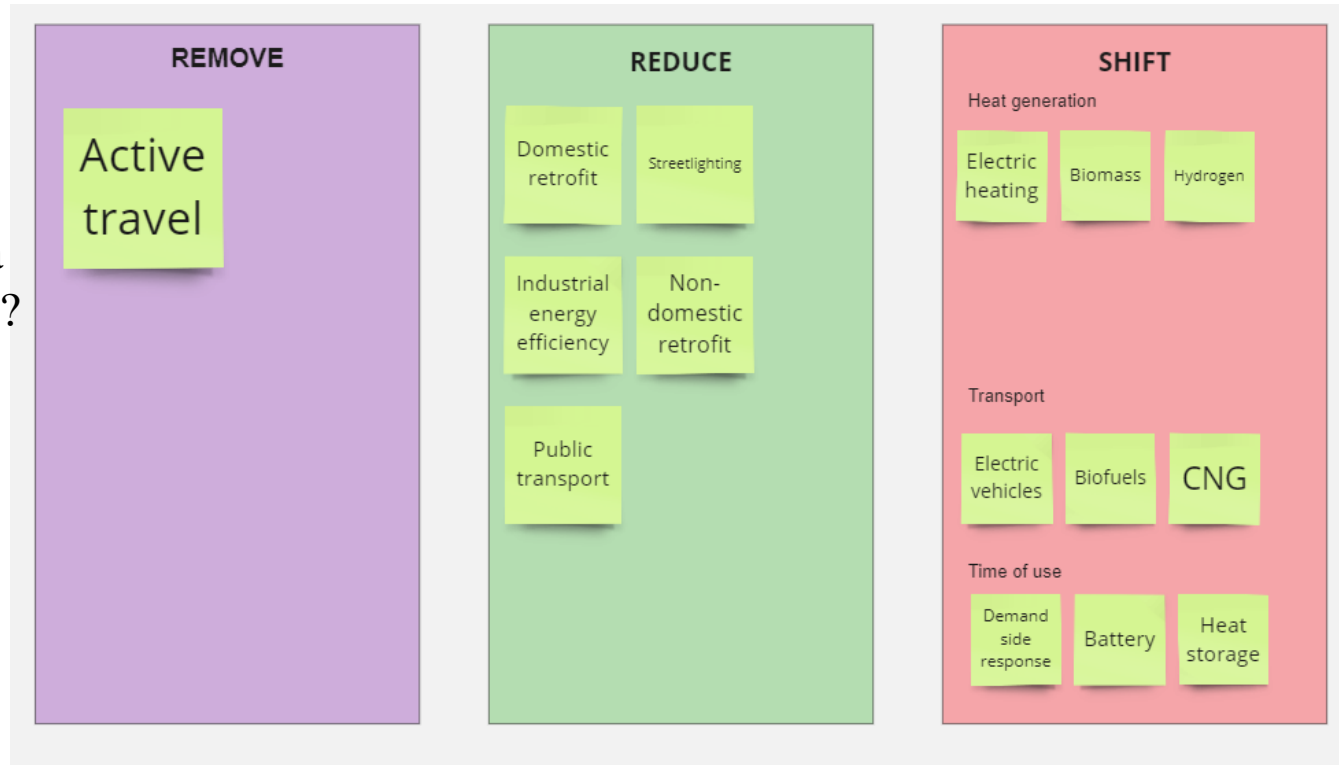 ?
REMOVE
Active
travel
REDUCE
Domestic
retrofit
Streetlighting
Industrial
energy
efficiency
Non-
domestic
retrofit
Public
transport
SHIFT
Heat generation
Electric
heating
Biomass
Hydrogen
Transport
Electric
vehicles
Biofuels
CNG
Time of use
Demand
side
response
Battery
Heat
storage